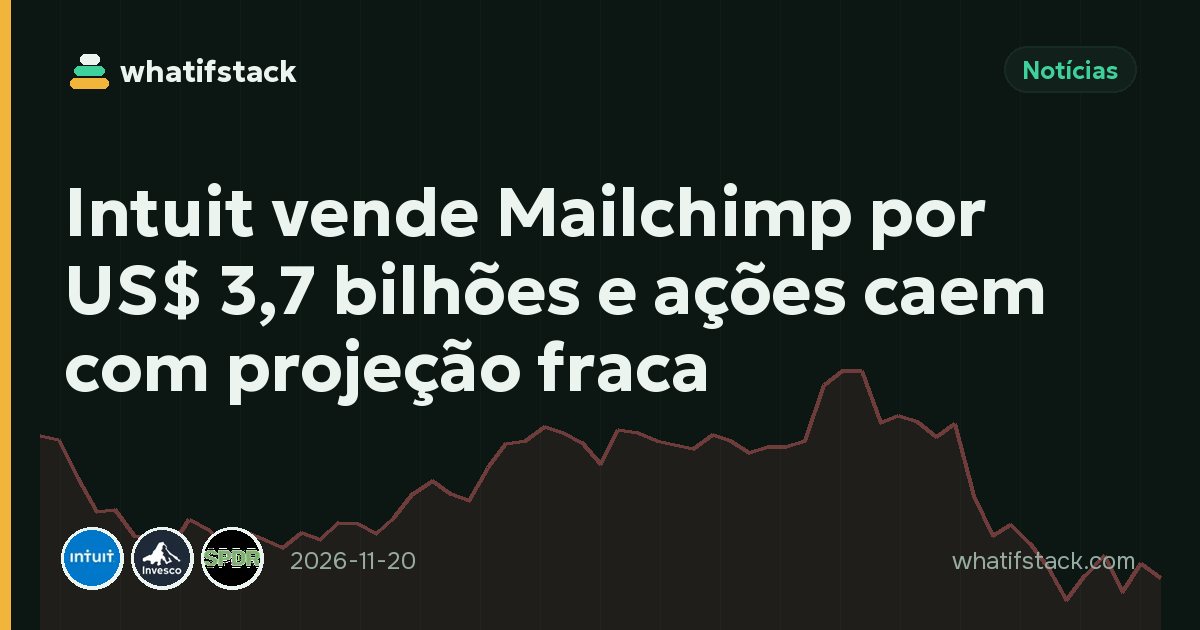 whatifstack
Notícias
Intuit vende Mailchimp por
US$ 3,7 bilhões e ações caem
com projeção fraca
intuit
Invesco
SPDR
2026-11-20
whatifstack.com